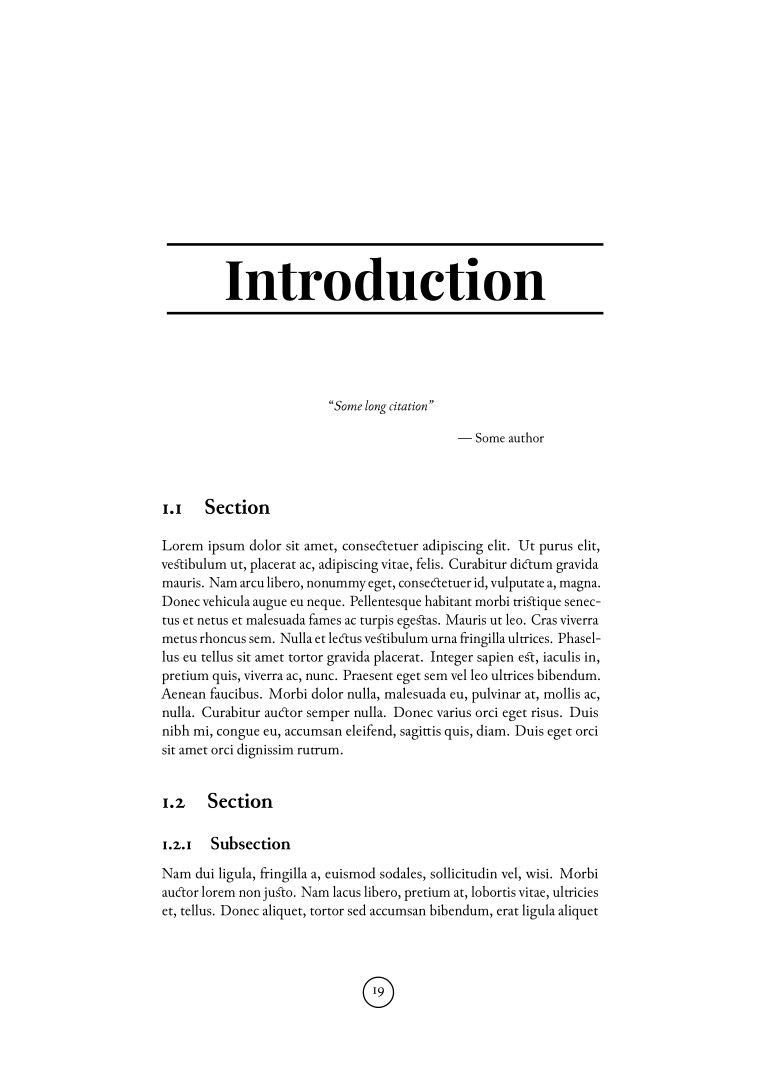 Introduction
“Some long citation”
— Some author
1.1 Section
Lorem ipsum dolor sit amet, consectetuer adipiscing elit. Ut purus elit,
vestibulum ut, placerat ac, adipiscing vitae, felis. Curabitur dictum gravida
mauris. Nam arcu libero, nonummy eget, consectetuer id, vulputate a, magna.
Donec vehicula augue eu neque. Pellentesque habitant morbi tristique senec-
tus et netus et malesuada fames ac turpis egestas. Mauris ut leo. Cras viverra
metus rhoncus sem. Nulla et lectus vestibulum urna fringilla ultrices. Phasel-
lus eu tellus sit amet tortor gravida placerat. Integer sapien est, iaculis in,
pretium quis, viverra ac, nunc. Praesent eget sem vel leo ultrices bibendum.
Aenean faucibus. Morbi dolor nulla, malesuada eu, pulvinar at, mollis ac,
nulla. Curabitur auctor semper nulla. Donec varius orci eget risus. Duis
nibh mi, congue eu, accumsan eleifend, sagittis quis, diam. Duis eget orci
sit amet orci dignissim rutrum.
1.2 Section
1.2.1 Subsection
Nam dui ligula, fringilla a, euismod sodales, sollicitudin vel, wisi. Morbi
auctor lorem non justo. Nam lacus libero, pretium at, lobortis vitae, ultricies
et, tellus. Donec aliquet, tortor sed accumsan bibendum, erat ligula aliquet
19